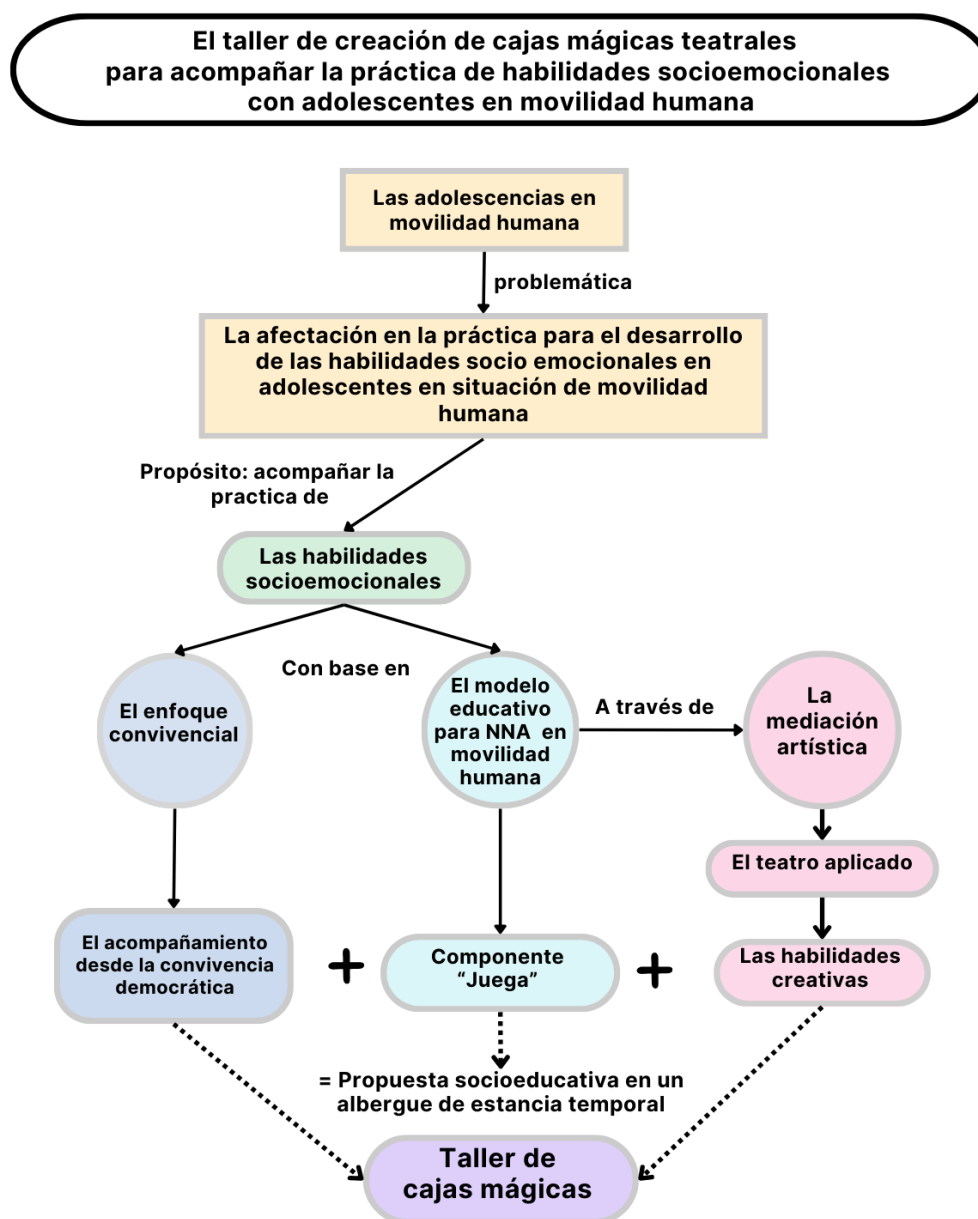 El taller de creación de cajas mágicas teatrales
para acompañar la práctica de habilidades socioemocionales
con adolescentes en movilidad humana
Las adolescencias en
movilidad humana
problemática
La afectación en la práctica para el desarrollo
de las habilidades socio emocionales en
adolescentes en situación de movilidad
humana
Propósito: acompañar la
practica de
Las habilidades
socioemocionales
Con base en
El enfoque
convivencial
El modelo
educativo
para NNA en
movilidad
humana
A través de
La
mediación
artística
El teatro aplicado
El acompañamiento
desde la convivencia
democrática
+
Componente
“Juega”
+
Las habilidades
creativas
= Propuesta socioeducativa en un
albergue de estancia temporal
Taller de
cajas mágicas